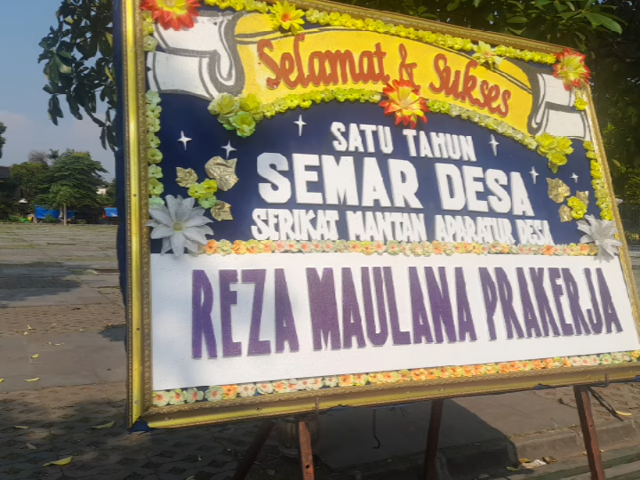 Selamat & Sukses
SATU TAHUN
SEMAR DESA
SERIKAT MANTAN APARATUR DESA
REZA MAULANA PRAKERJA